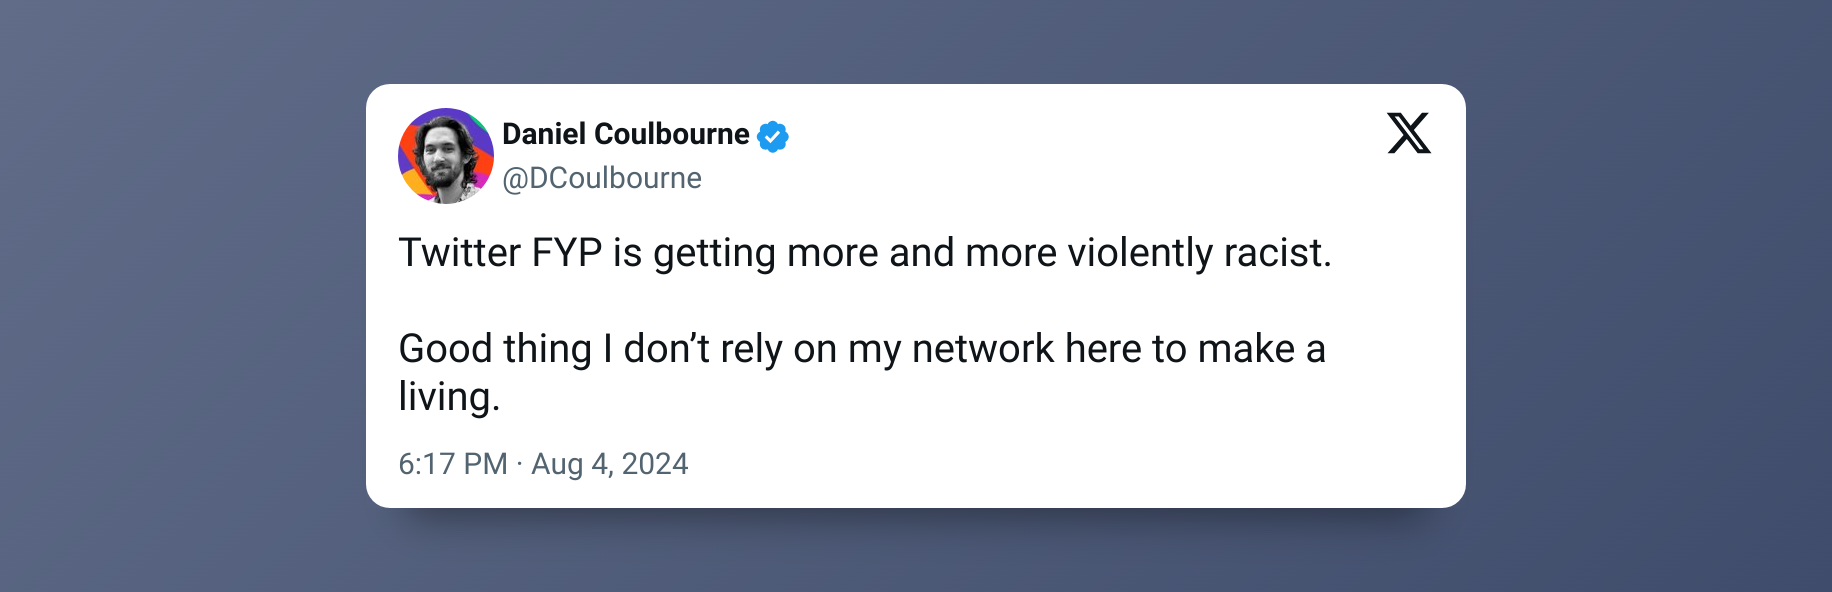 Daniel Coulbourne
@DCoulbourne
Twitter FYP is getting more and more violently racist.
Good thing I don’t rely on my network here to make a
living.
6:17 PM · Aug 4, 2024